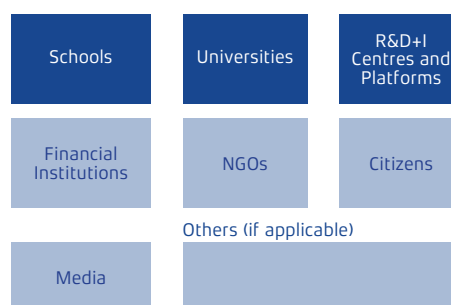 Schools
Universities
R&D+I
Centres and
Platforms
Financial
Institutions
NGOs
Citizens
Others (if applicable)
Media